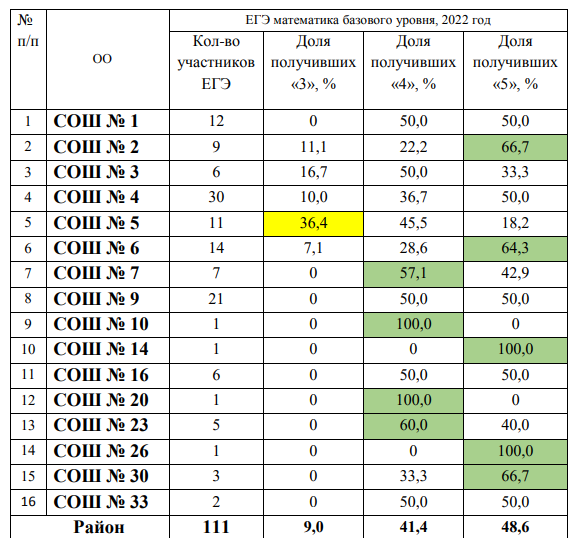 № п/п ОО ЕГЭ математика базового уровня, 2022 год
Кол-во участников ЕГЭ Доля получивших «3», % Доля получивших «4», % Доля получивших «5», %
1 СОШ № 1 12 0 50,0 50,0
2 СОШ № 2 9 11,1 22,2 66,7
3 СОШ № 3 6 16,7 50,0 33,3
4 СОШ № 4 30 10,0 36,7 50,0
5 СОШ № 5 11 36,4 45,5 18,2
6 СОШ № 6 14 7,1 28,6 64,3
7 СОШ № 7 7 0 57,1 42,9
8 СОШ № 9 21 0 50,0 50,0
9 СОШ № 10 1 0 100,0 0
10 СОШ № 14 1 0 0 100,0
11 СОШ № 16 6 0 50,0 50,0
12 СОШ № 20 1 0 100,0 0
13 СОШ № 23 5 0 60,0 40,0
14 СОШ № 26 1 0 0 100,0
15 СОШ № 30 3 0 33,3 66,7
16 СОШ № 33 2 0 50,0 50,0
Район 111 9,0 41,4 48,6